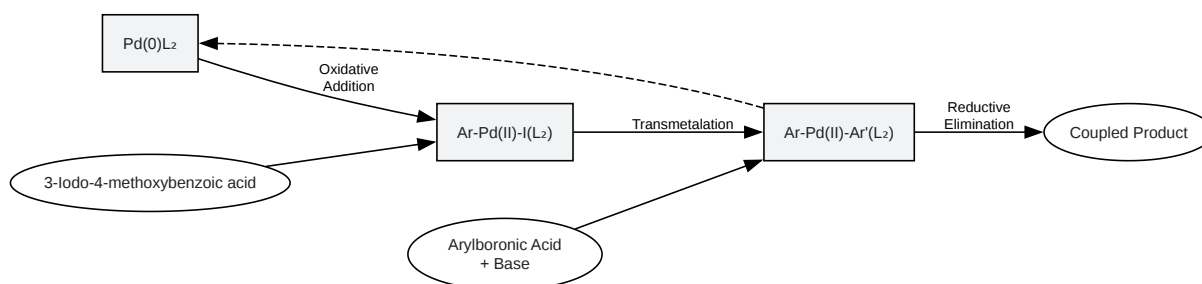 Pd(0)L₂
Oxidative
Addition
3-Iodo-4-methoxybenzoic acid
Ar-Pd(II)-I(L₂)
Transmetalation
Arylboronic Acid
+ Base
Ar-Pd(II)-Ar'(L₂)
Reductive
Elimination
Coupled Product